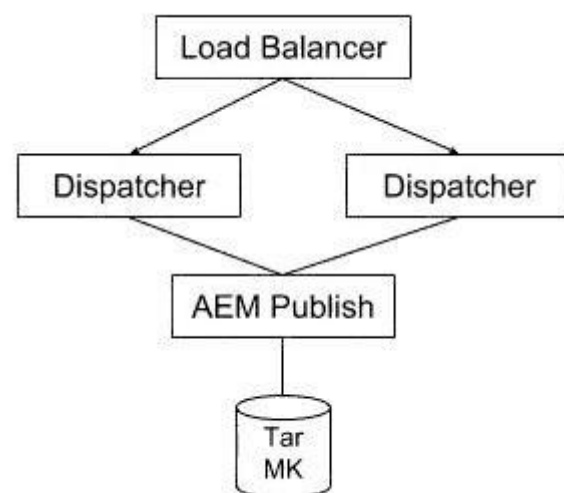 Load Balancer
Dispatcher
Dispatcher
AEM Publish
Tar
MK